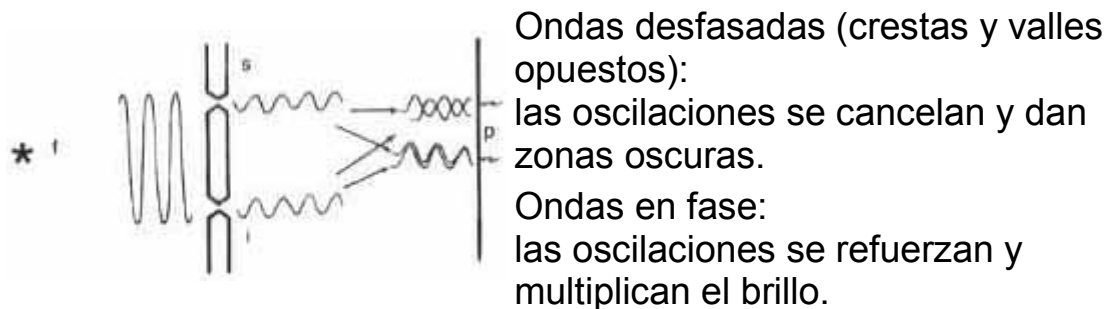 Ondas desfasadas (crestas y valles
opuestos):
las oscilaciones se cancelan y dan
zonas oscuras.
Ondas en fase:
las oscilaciones se refuerzan y
multiplican el brillo.
s
f
p
i